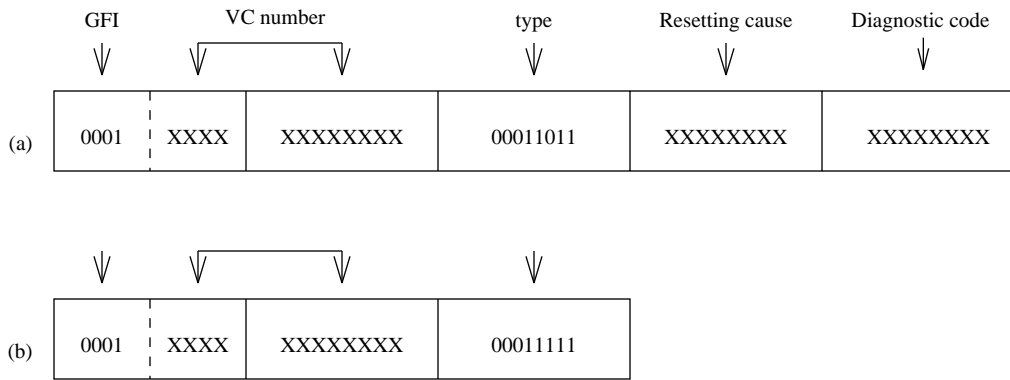 GFI VC number type Resetting cause Diagnostic code
(a) 0001 XXXX XXXXXXXX 00011011 XXXXXXXX XXXXXXXX
(b) 0001 XXXX XXXXXXXX 00011111